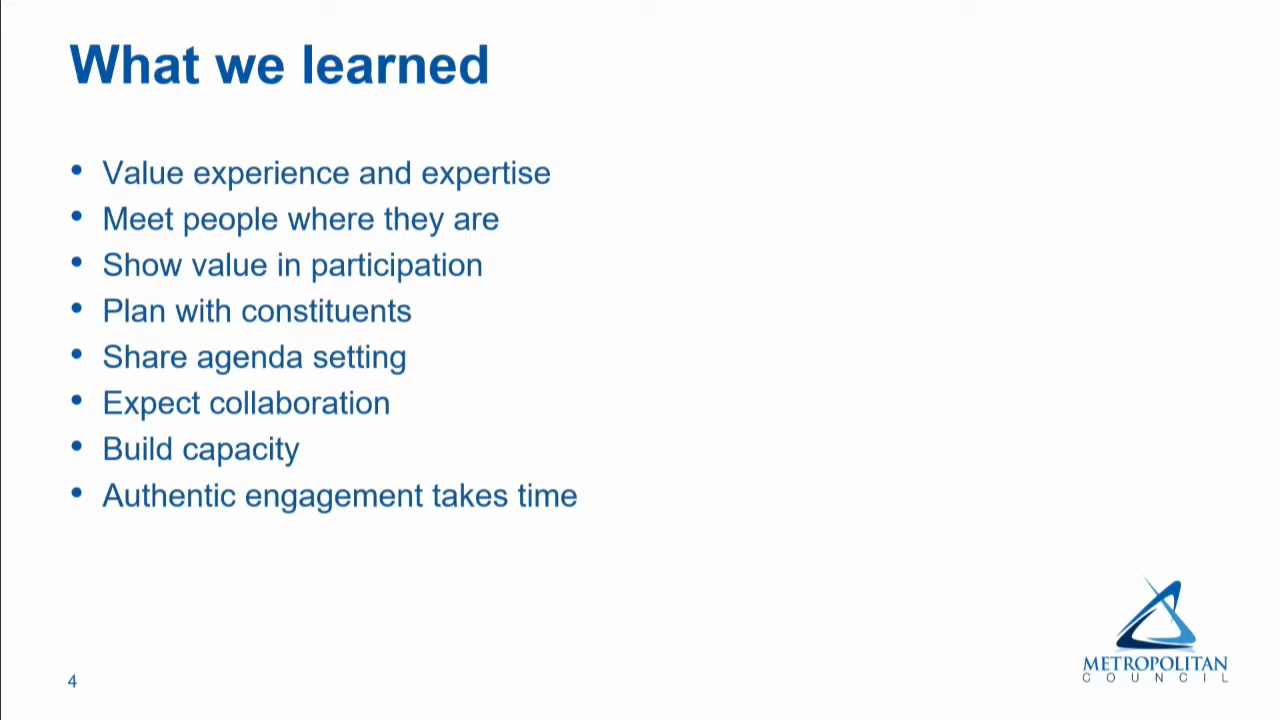 What we learned
• Value experience and expertise
• Meet people where they are
• Show value in participation
• Plan with constituents
• Share agenda setting
• Expect collaboration
• Build capacity
• Authentic engagement takes time
METROPOLITAN
COUNCIL
4